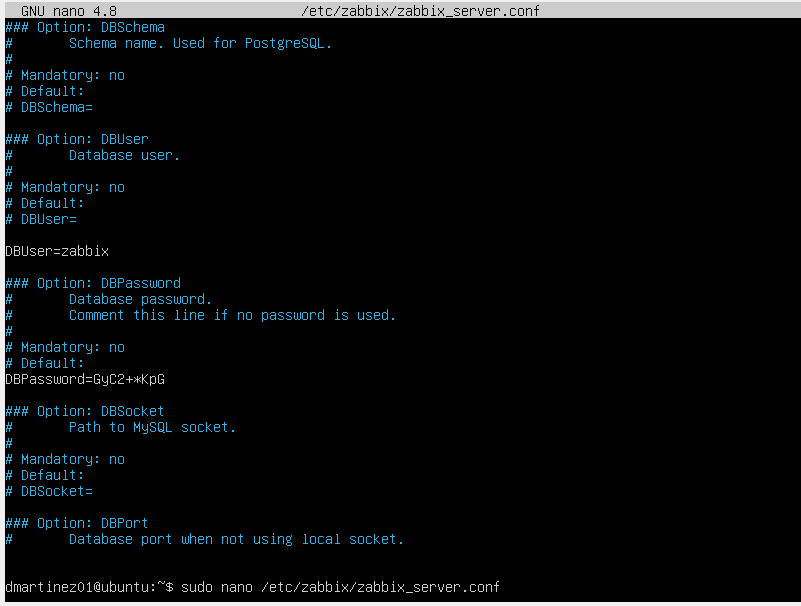 GNU nano 4.8 /etc/zabbix/zabbix_server.conf
### Option: DBSchema
# Schema name. Used for PostgreSQL.
#
# Mandatory: no
# Default:
# DBSchema=
### Option: DBUser
# Database user.
#
# Mandatory: no
# Default:
# DBUser=
DBUser=zabbix
### Option: DBPassword
# Database password.
# Comment this line if no password is used.
#
# Mandatory: no
# Default:
DBPassword=GyC2+*KpG
### Option: DBSocket
# Path to MySQL socket.
#
# Mandatory: no
# Default:
# DBSocket=
### Option: DBPort
# Database port when not using local socket.
dmartinez01@ubuntu:~$ sudo nano /etc/zabbix/zabbix_server.conf